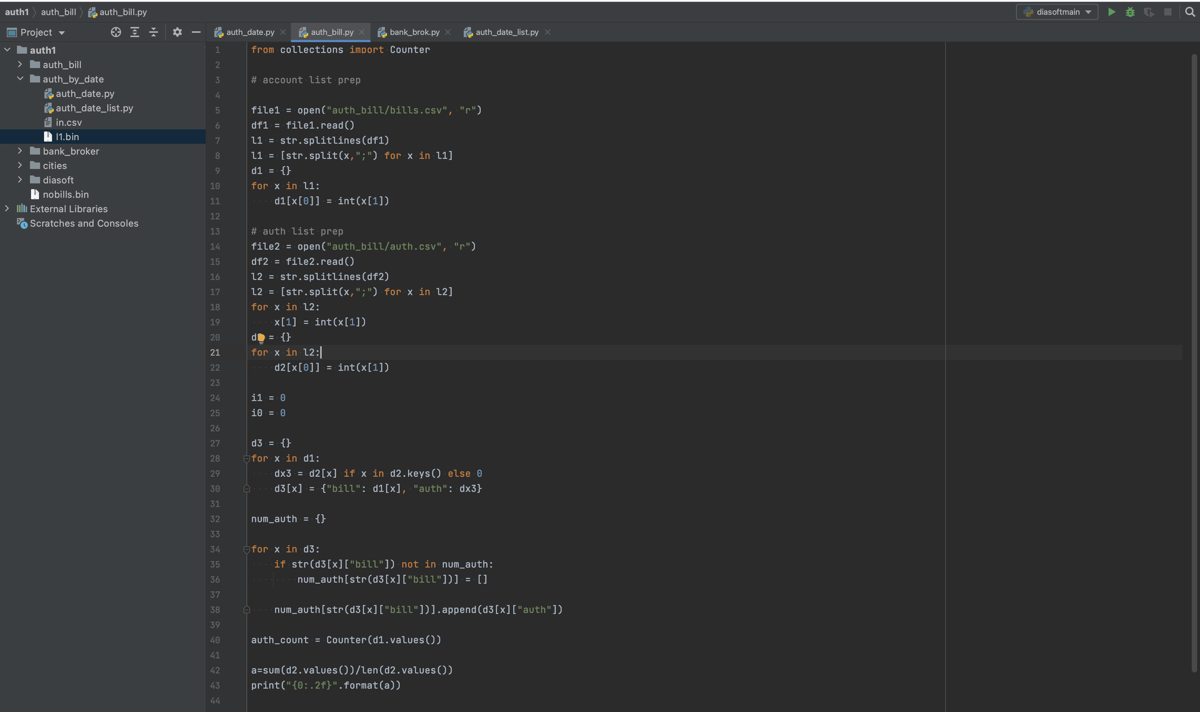 auth1 auth_bill auth_bill.py
diasoftmain
Project
auth_date.py auth_bill.py bank_brok.py auth_date_list.py
auth1
auth_bill
auth_by_date
auth_date.py
auth_date_list.py
in.csv
l1.bin
bank_broker
cities
diasoft
nobills.bin
External Libraries
Scratches and Consoles
1 from collections import Counter
2
3 # account list prep
4
5 file1 = open("auth_bill/bills.csv", "r")
6 df1 = file1.read()
7 l1 = str.splitlines(df1)
8 l1 = [str.split(x,";") for x in l1]
9 d1 = {}
10 for x in l1:
11 d1[x[0]] = int(x[1])
12
13 # auth list prep
14 file2 = open("auth_bill/auth.csv", "r")
15 df2 = file2.read()
16 l2 = str.splitlines(df2)
17 l2 = [str.split(x,";") for x in l2]
18 for x in l2:
19 x[1] = int(x[1])
20 d = {}
21 for x in l2:
22 d2[x[0]] = int(x[1])
23
24 i1 = 0
25 i0 = 0
26
27 d3 = {}
28 for x in d1:
29 dx3 = d2[x] if x in d2.keys() else 0
30 d3[x] = {"bill": d1[x], "auth": dx3}
31
32 num_auth = {}
33
34 for x in d3:
35 if str(d3[x]["bill"]) not in num_auth:
36 num_auth[str(d3[x]["bill"])] = []
37
38 num_auth[str(d3[x]["bill"])].append(d3[x]["auth"])
39
40 auth_count = Counter(d1.values())
41
42 a=sum(d2.values())/len(d2.values())
43 print("{0:.2f}".format(a))
44